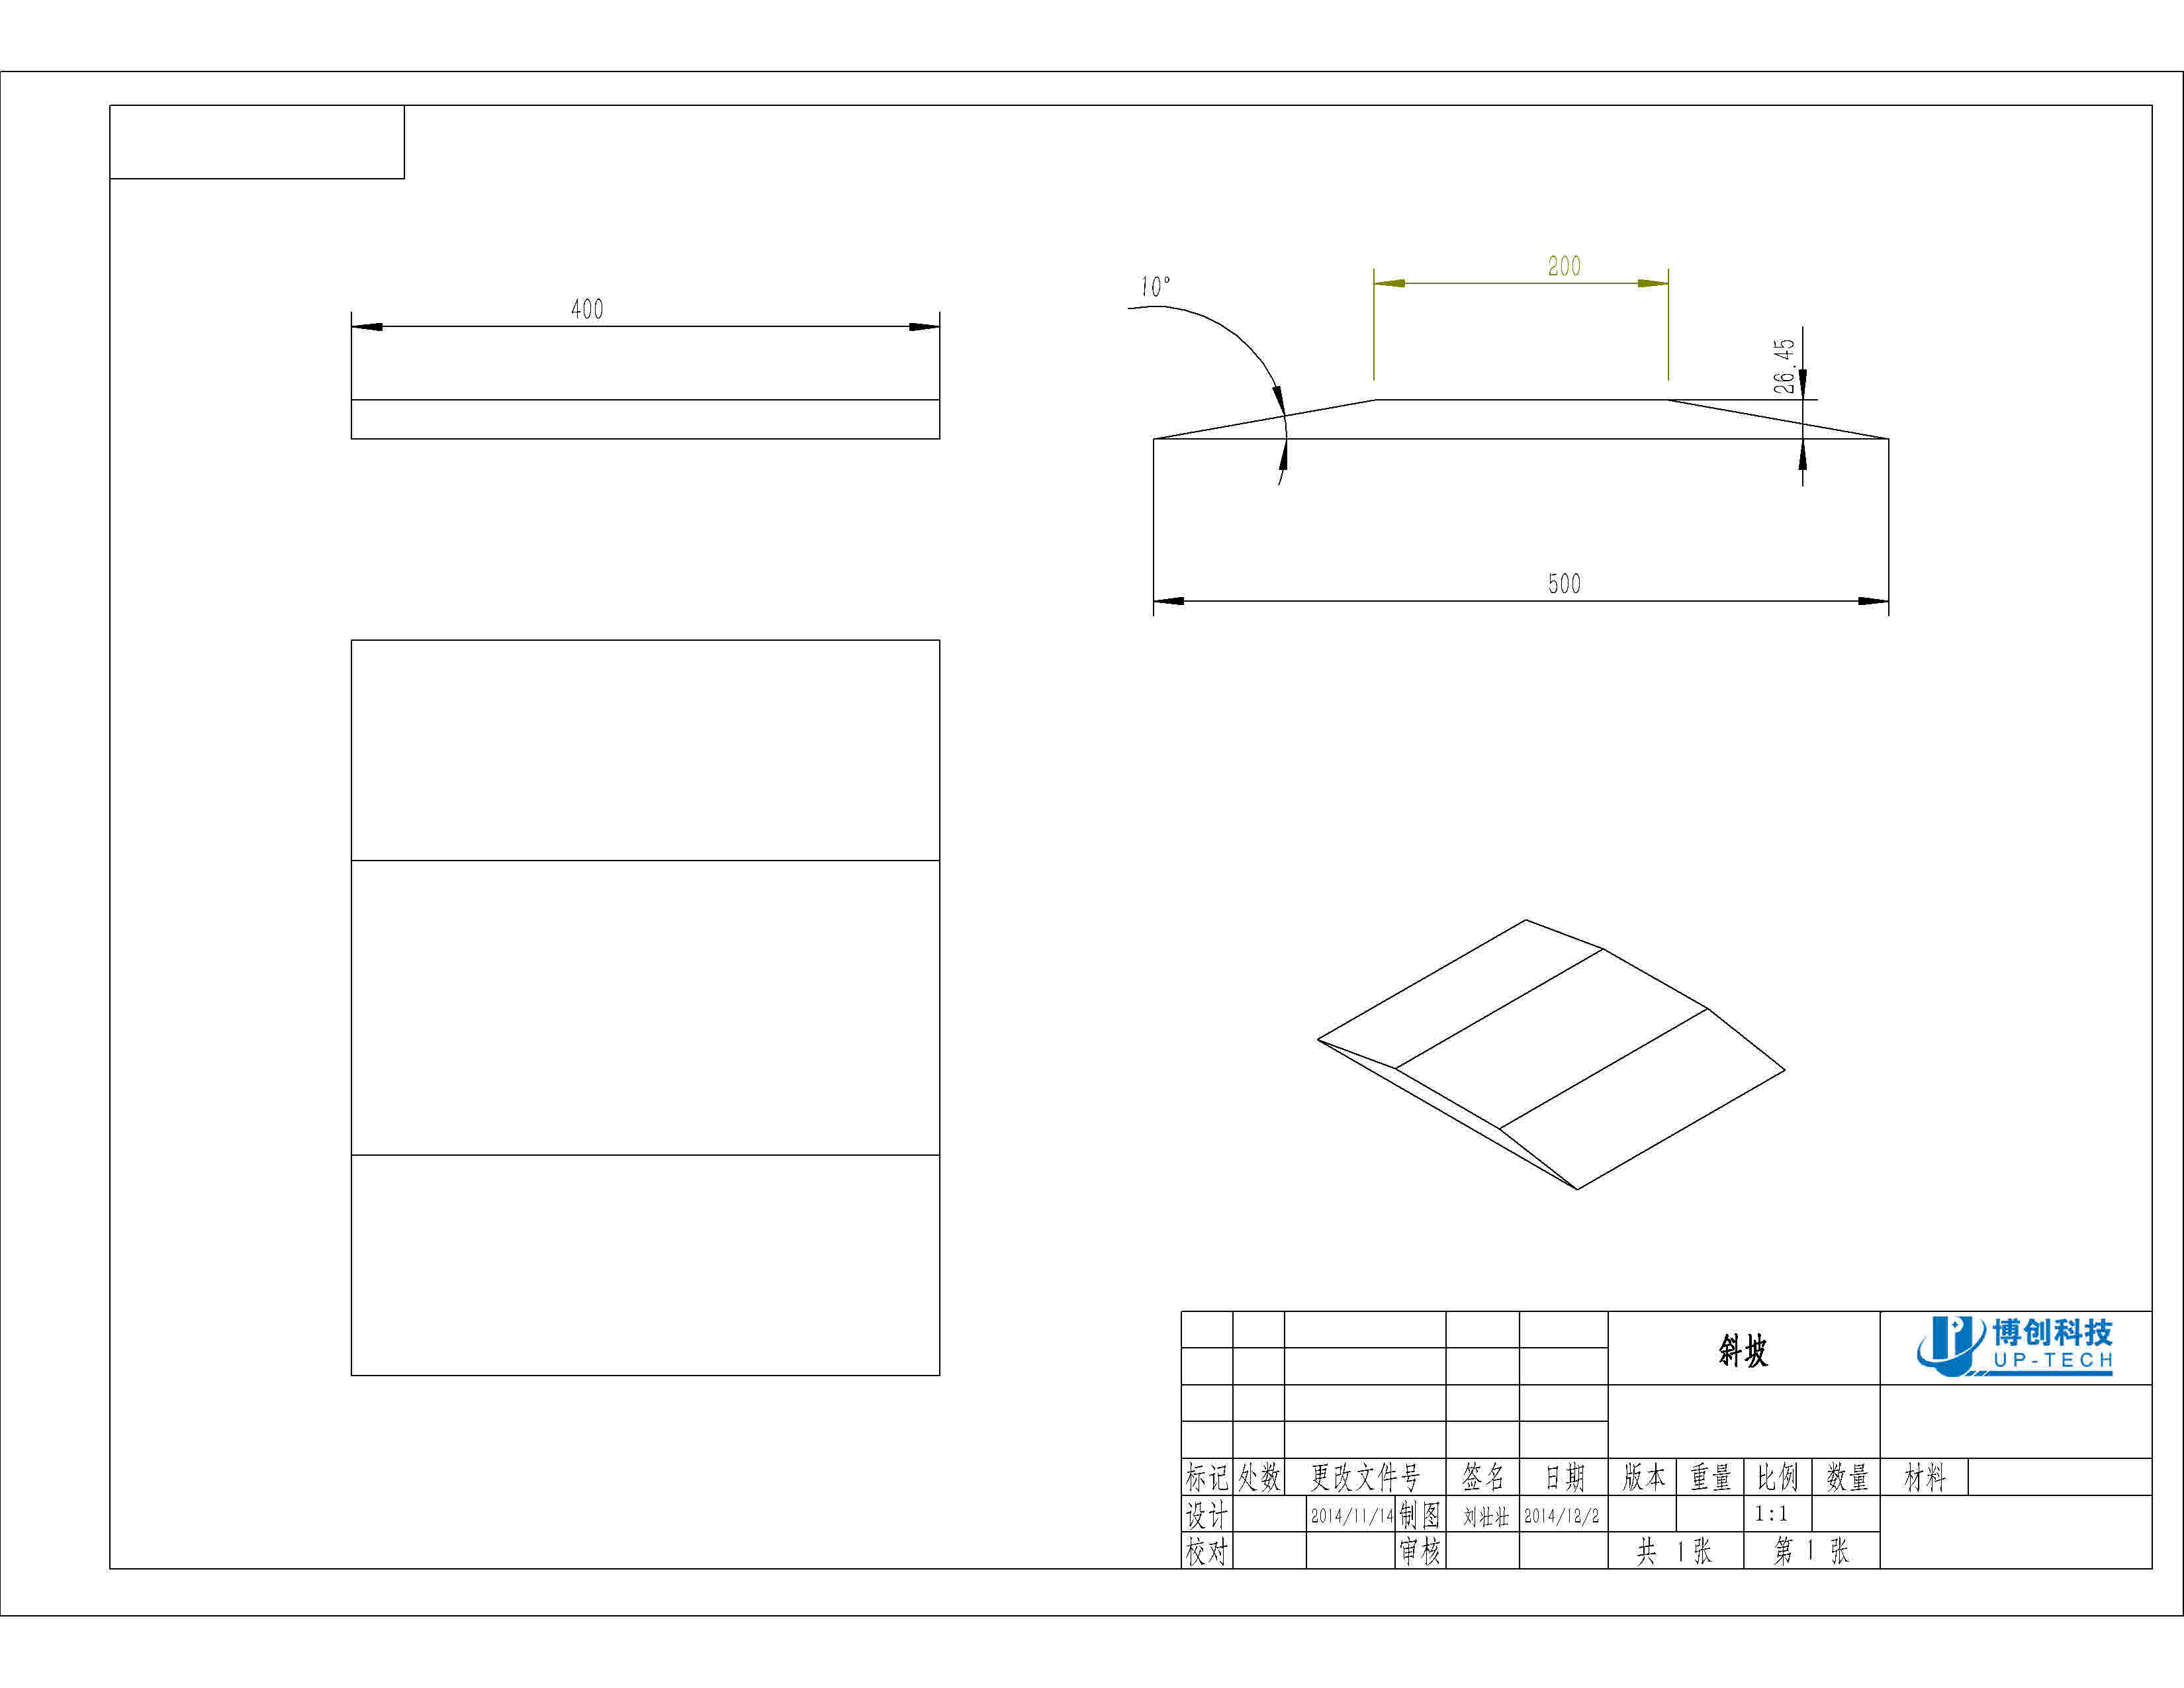 200
10°
400
26.45
500
斜坡
博创科技
UP-TECH
标记 处数 更改文件号 签名 日期 版本 重量 比例 数量 材料
设计 2014/11/14 制图 刘壮壮 2014/12/2 1:1
校对 审核 共 1 张 第 1 张